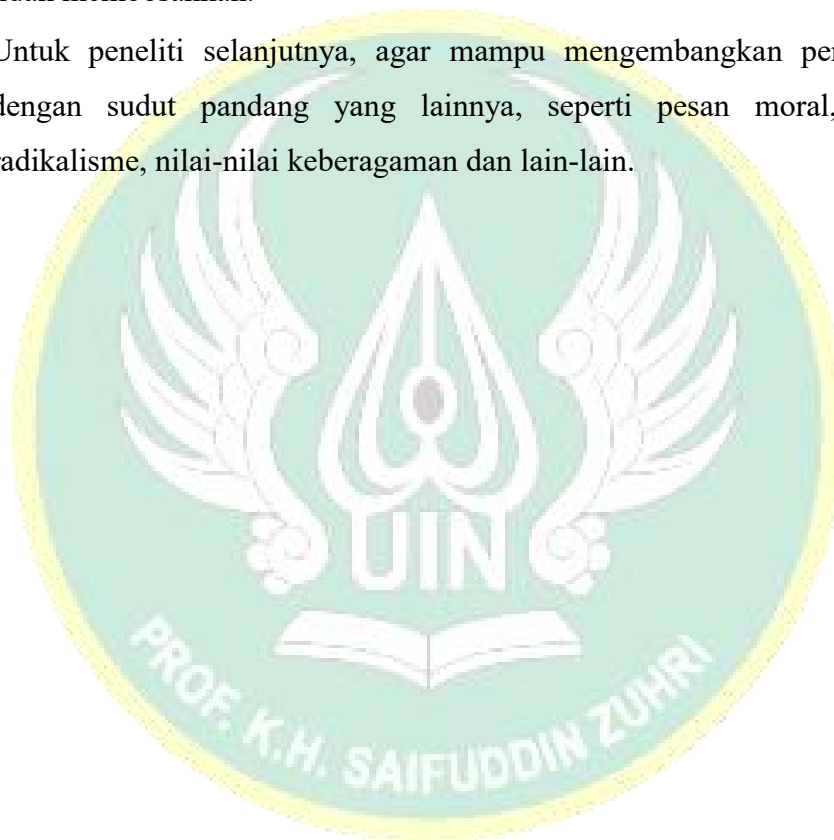 Untuk peneliti selanjutnya, agar mampu mengembangkan
dengan sudut pandang yang lainnya, seperti pesan moral,
radikalisme, nilai-nilai keberagaman dan lain-lain.
UIN
PROF. K.H. SAIFUDDIN ZUHRI